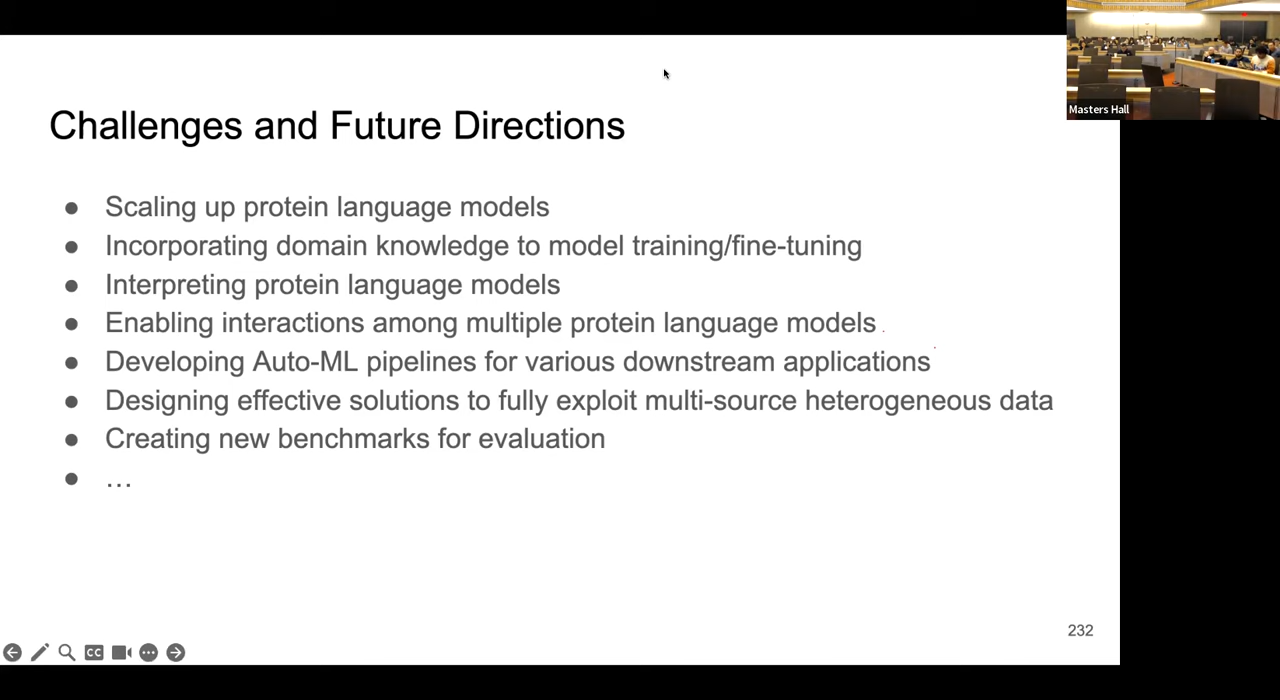 Masters Hall
Challenges and Future Directions
● Scaling up protein language models
● Incorporating domain knowledge to model training/fine-tuning
● Interpreting protein language models
● Enabling interactions among multiple protein language models
● Developing Auto-ML pipelines for various downstream applications
● Designing effective solutions to fully exploit multi-source heterogeneous data
● Creating new benchmarks for evaluation
● …
232
CC